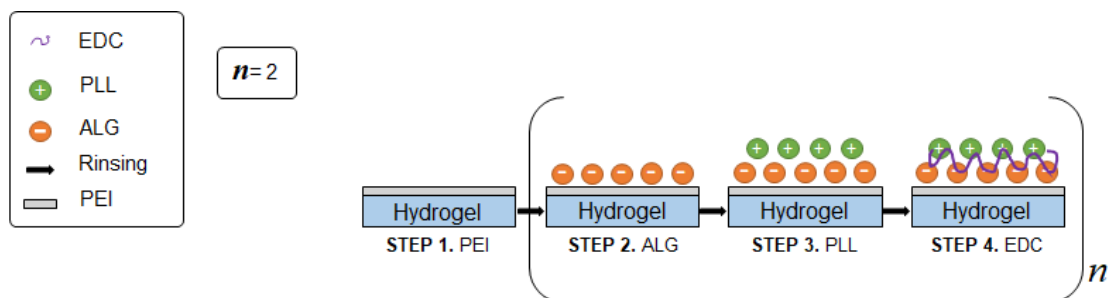 EDC
PLL
ALG
Rinsing
PEI
n= 2
+ + + +
+ + + +
- - - - -
- - - - -
- - - - -
Hydrogel Hydrogel Hydrogel Hydrogel
STEP 1. PEI STEP 2. ALG STEP 3. PLL STEP 4. EDC
n